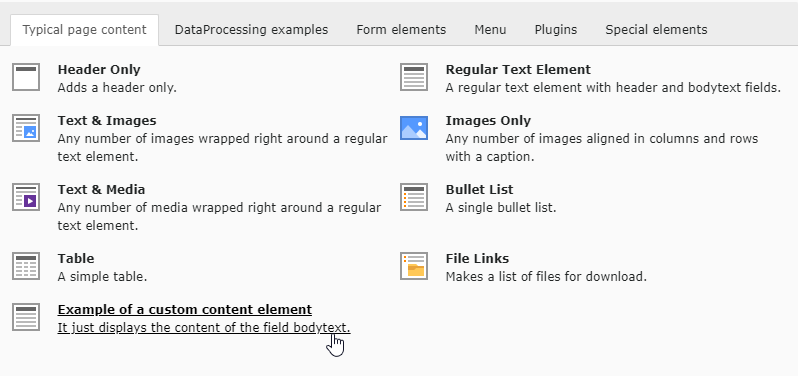 Typical page content DataProcessing examples Form elements Menu Plugins Special elements
Header Only
Adds a header only.
Regular Text Element
A regular text element with header and bodytext fields.
Text & Images
Any number of images wrapped right around a regular
text element.
Images Only
Any number of images aligned in columns and rows
with a caption.
Text & Media
Any number of media wrapped right around a regular
text element.
Bullet List
A single bullet list.
Table
A simple table.
File Links
Makes a list of files for download.
Example of a custom content element
It just displays the content of the field bodytext.